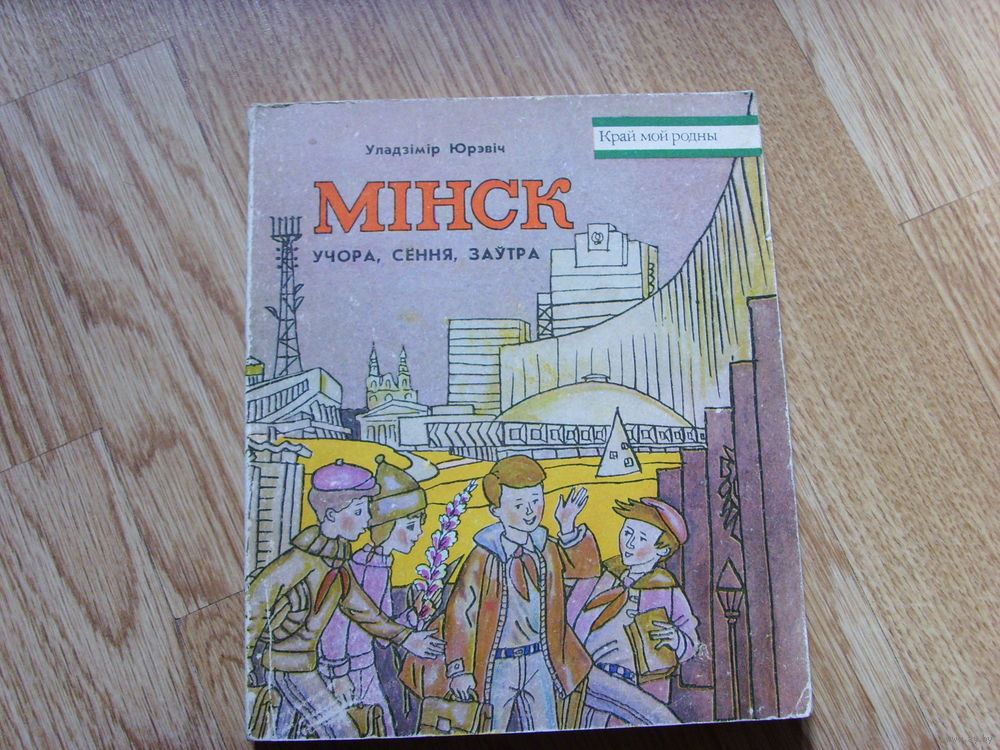 Край мой родны
Уладзімір Юрэвіч
МІНСК
УЧОРА, СЁННЯ, ЗАЎТРА